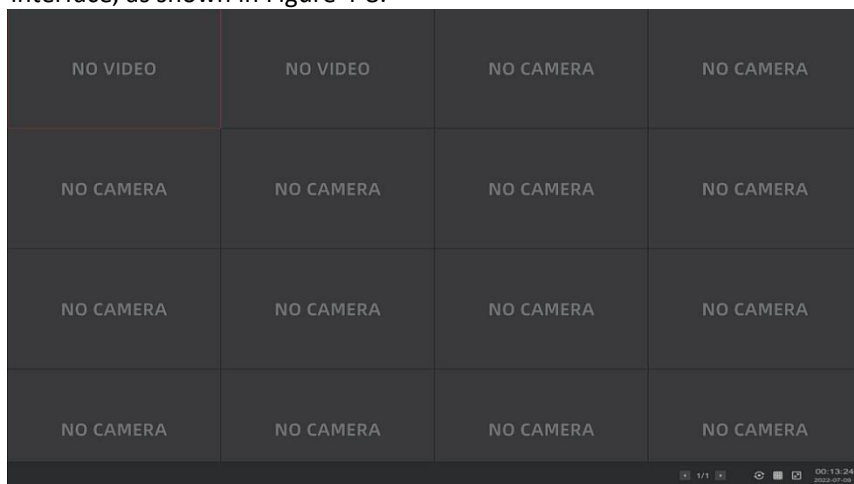 interface, as shown in Figure 4-8.
NO VIDEO NO VIDEO NO CAMERA NO CAMERA
NO CAMERA NO CAMERA NO CAMERA NO CAMERA
NO CAMERA NO CAMERA NO CAMERA NO CAMERA
NO CAMERA NO CAMERA NO CAMERA NO CAMERA
1/1 00:13:24
2022-07-09